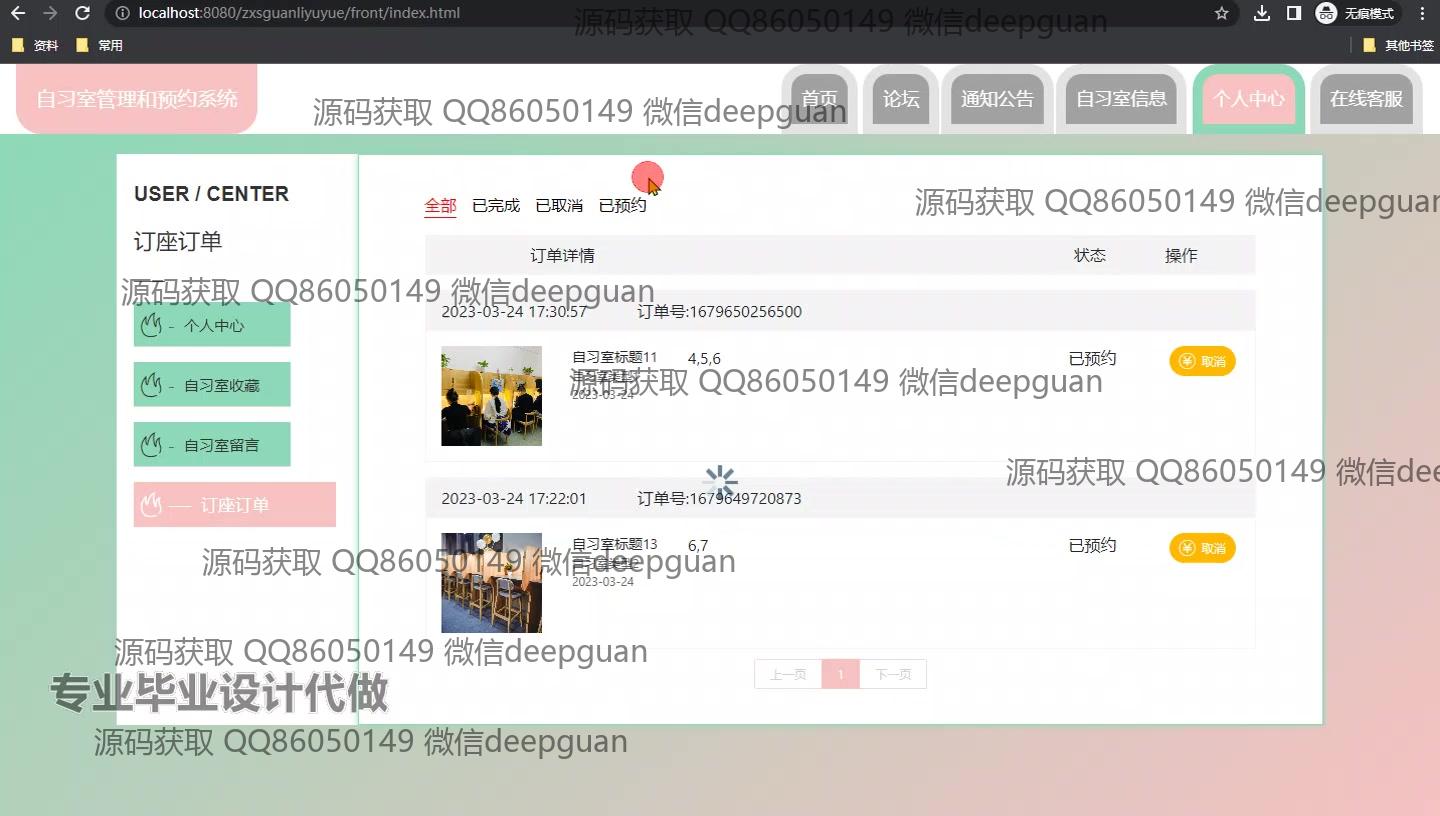 localhost:8080/zxsguanliyuyue/front/index.html
无痕模式
资料
常用
其他书签
自习室管理和预约系统
首页
论坛
通知公告
自习室信息
个人中心
在线客服
源码获取 QQ86050149 微信deepguan
源码获取 QQ86050149 微信deepguan
USER / CENTER
订座订单
- 个人中心
- 自习室收藏
- 自习室留言
订座订单
全部 已完成 已取消 已预约
源码获取 QQ86050149 微信deepguan
订单详情 状态 操作
源码获取 QQ86050149 微信deepguan
2023-03-24 17:30:57 订单号:1679650256500
自习室标题11 4,5,6 已预约 取消
源码获取 QQ86050149 微信deepguan
2023-03-24
源码获取 QQ86050149 微信dee
2023-03-24 17:22:01 订单号:1679649720873
自习室标题13 6,7 已预约 取消
源码获取 QQ86050149 微信deepguan
2023-03-24
源码获取 QQ86050149 微信deepguan
上一页 1 下一页
专业毕业设计代做
源码获取 QQ86050149 微信deepguan